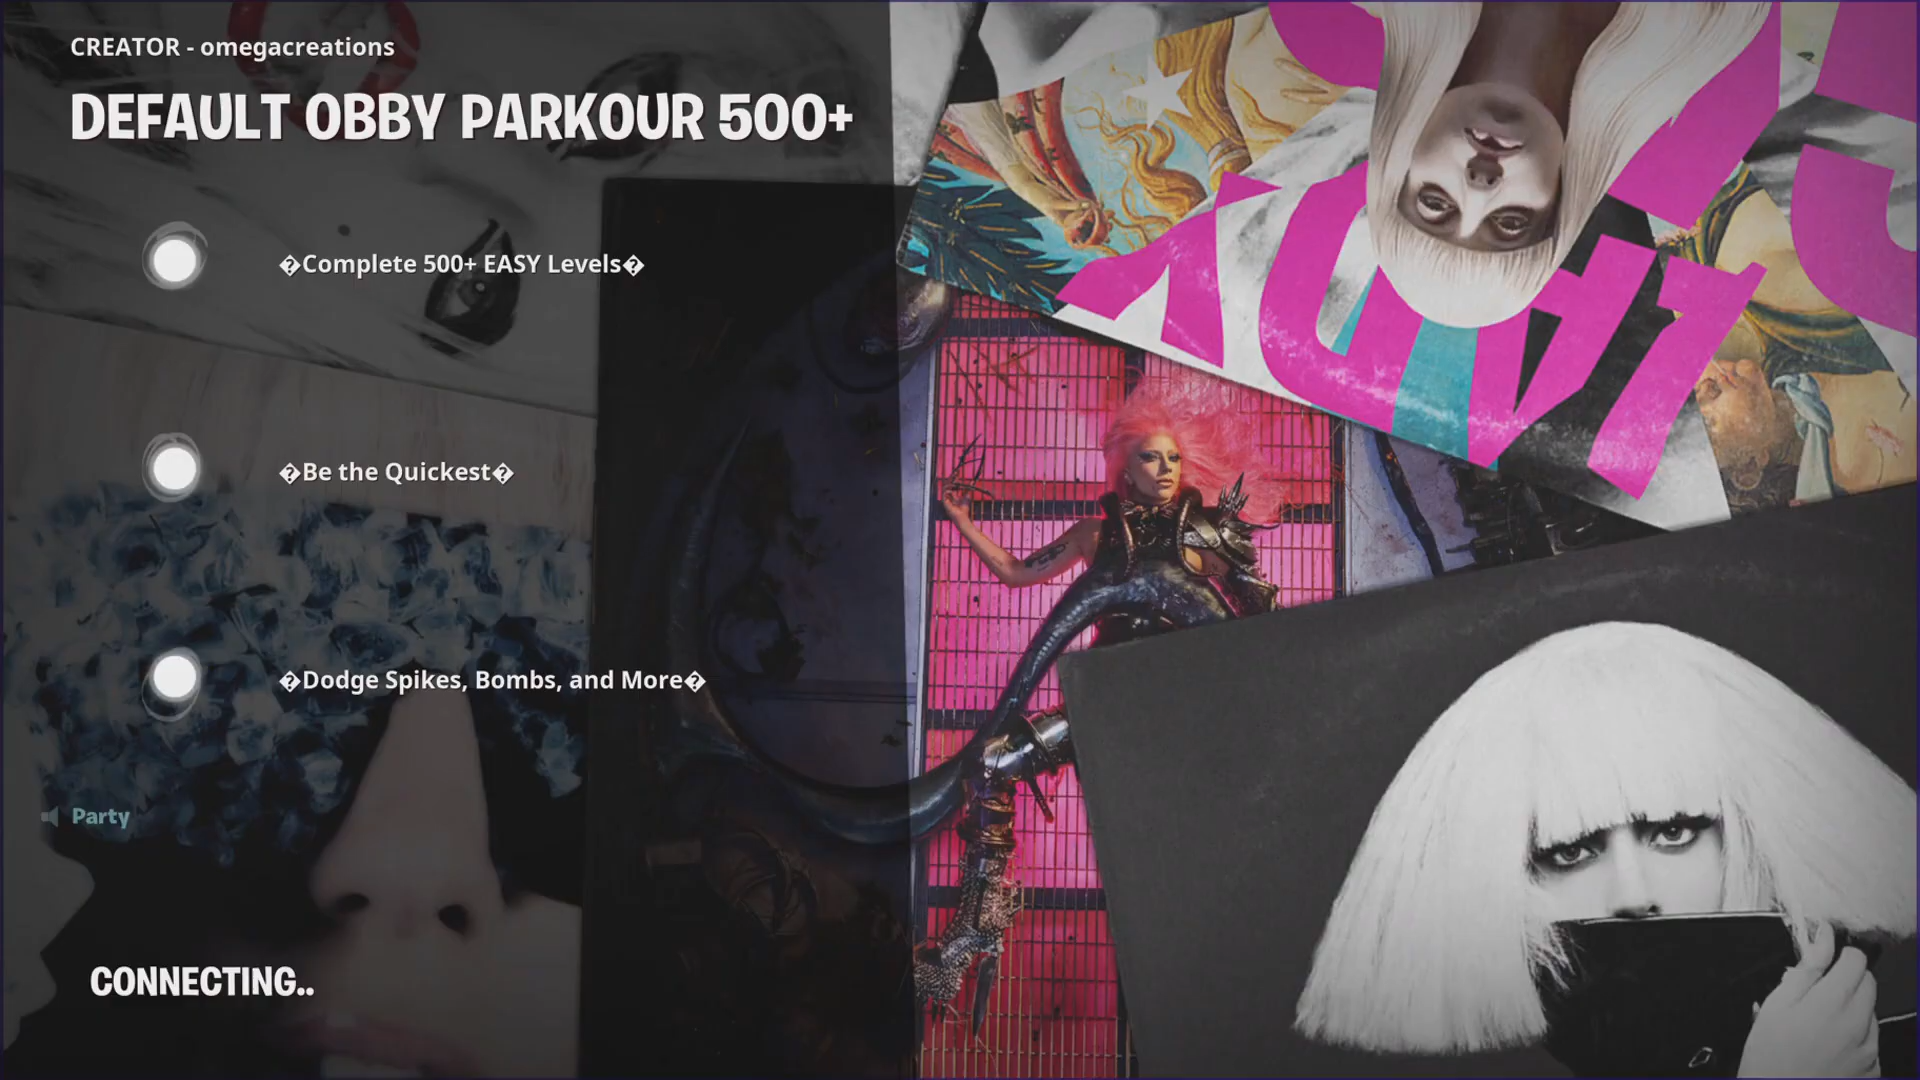 CREATOR - omegacreations
DEFAULT OBBY PARKOUR 500+
�Complete 500+ EASY Levels�
�Be the Quickest�
�Dodge Spikes, Bombs, and More�
Party
CONNECTING..